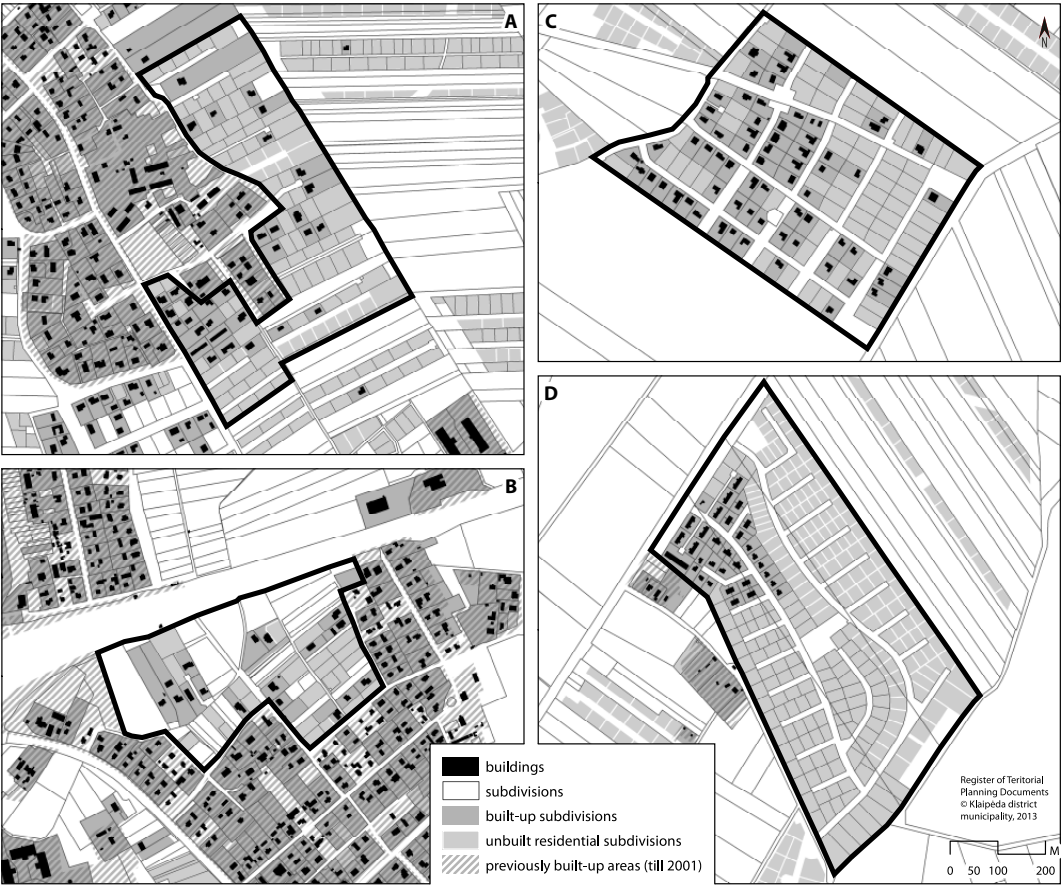 A
C
N
B
D
buildings
subdivisions
built-up subdivisions
unbuilt residential subdivisions
previously built-up areas (till 2001)
Register of Teritorial
Planning Documents
© Klaipėda district
municipality, 2013
M
0 50 100 200